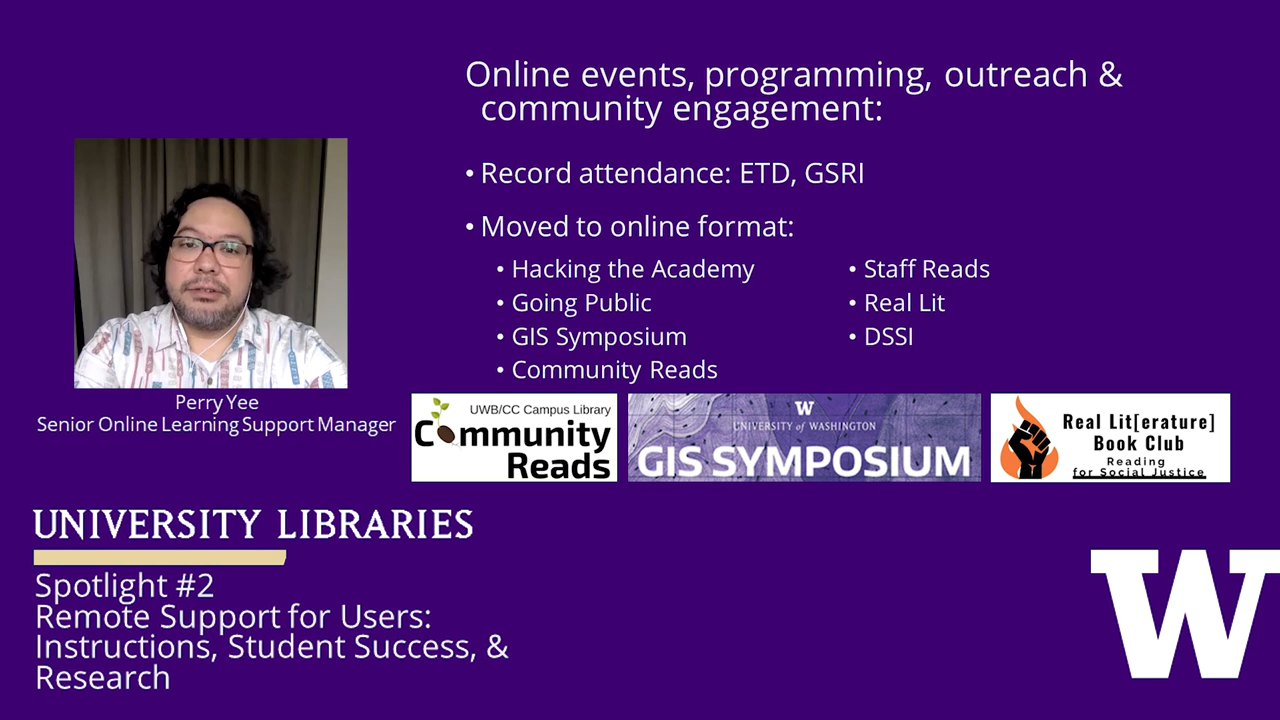 Online events, programming, outreach &
community engagement:
• Record attendance: ETD, GSRI
• Moved to online format:
• Hacking the Academy
• Going Public
• GIS Symposium
• Community Reads
• Staff Reads
• Real Lit
• DSSI
Perry Yee
Senior Online Learning Support Manager
UWB/CC Campus Library
Community
Reads
W
UNIVERSITY of WASHINGTON
GIS SYMPOSIUM
Real Lit[erature]
Book Club
Reading
for Social Justice
UNIVERSITY LIBRARIES
Spotlight #2
Remote Support for Users:
Instructions, Student Success, &
Research
W